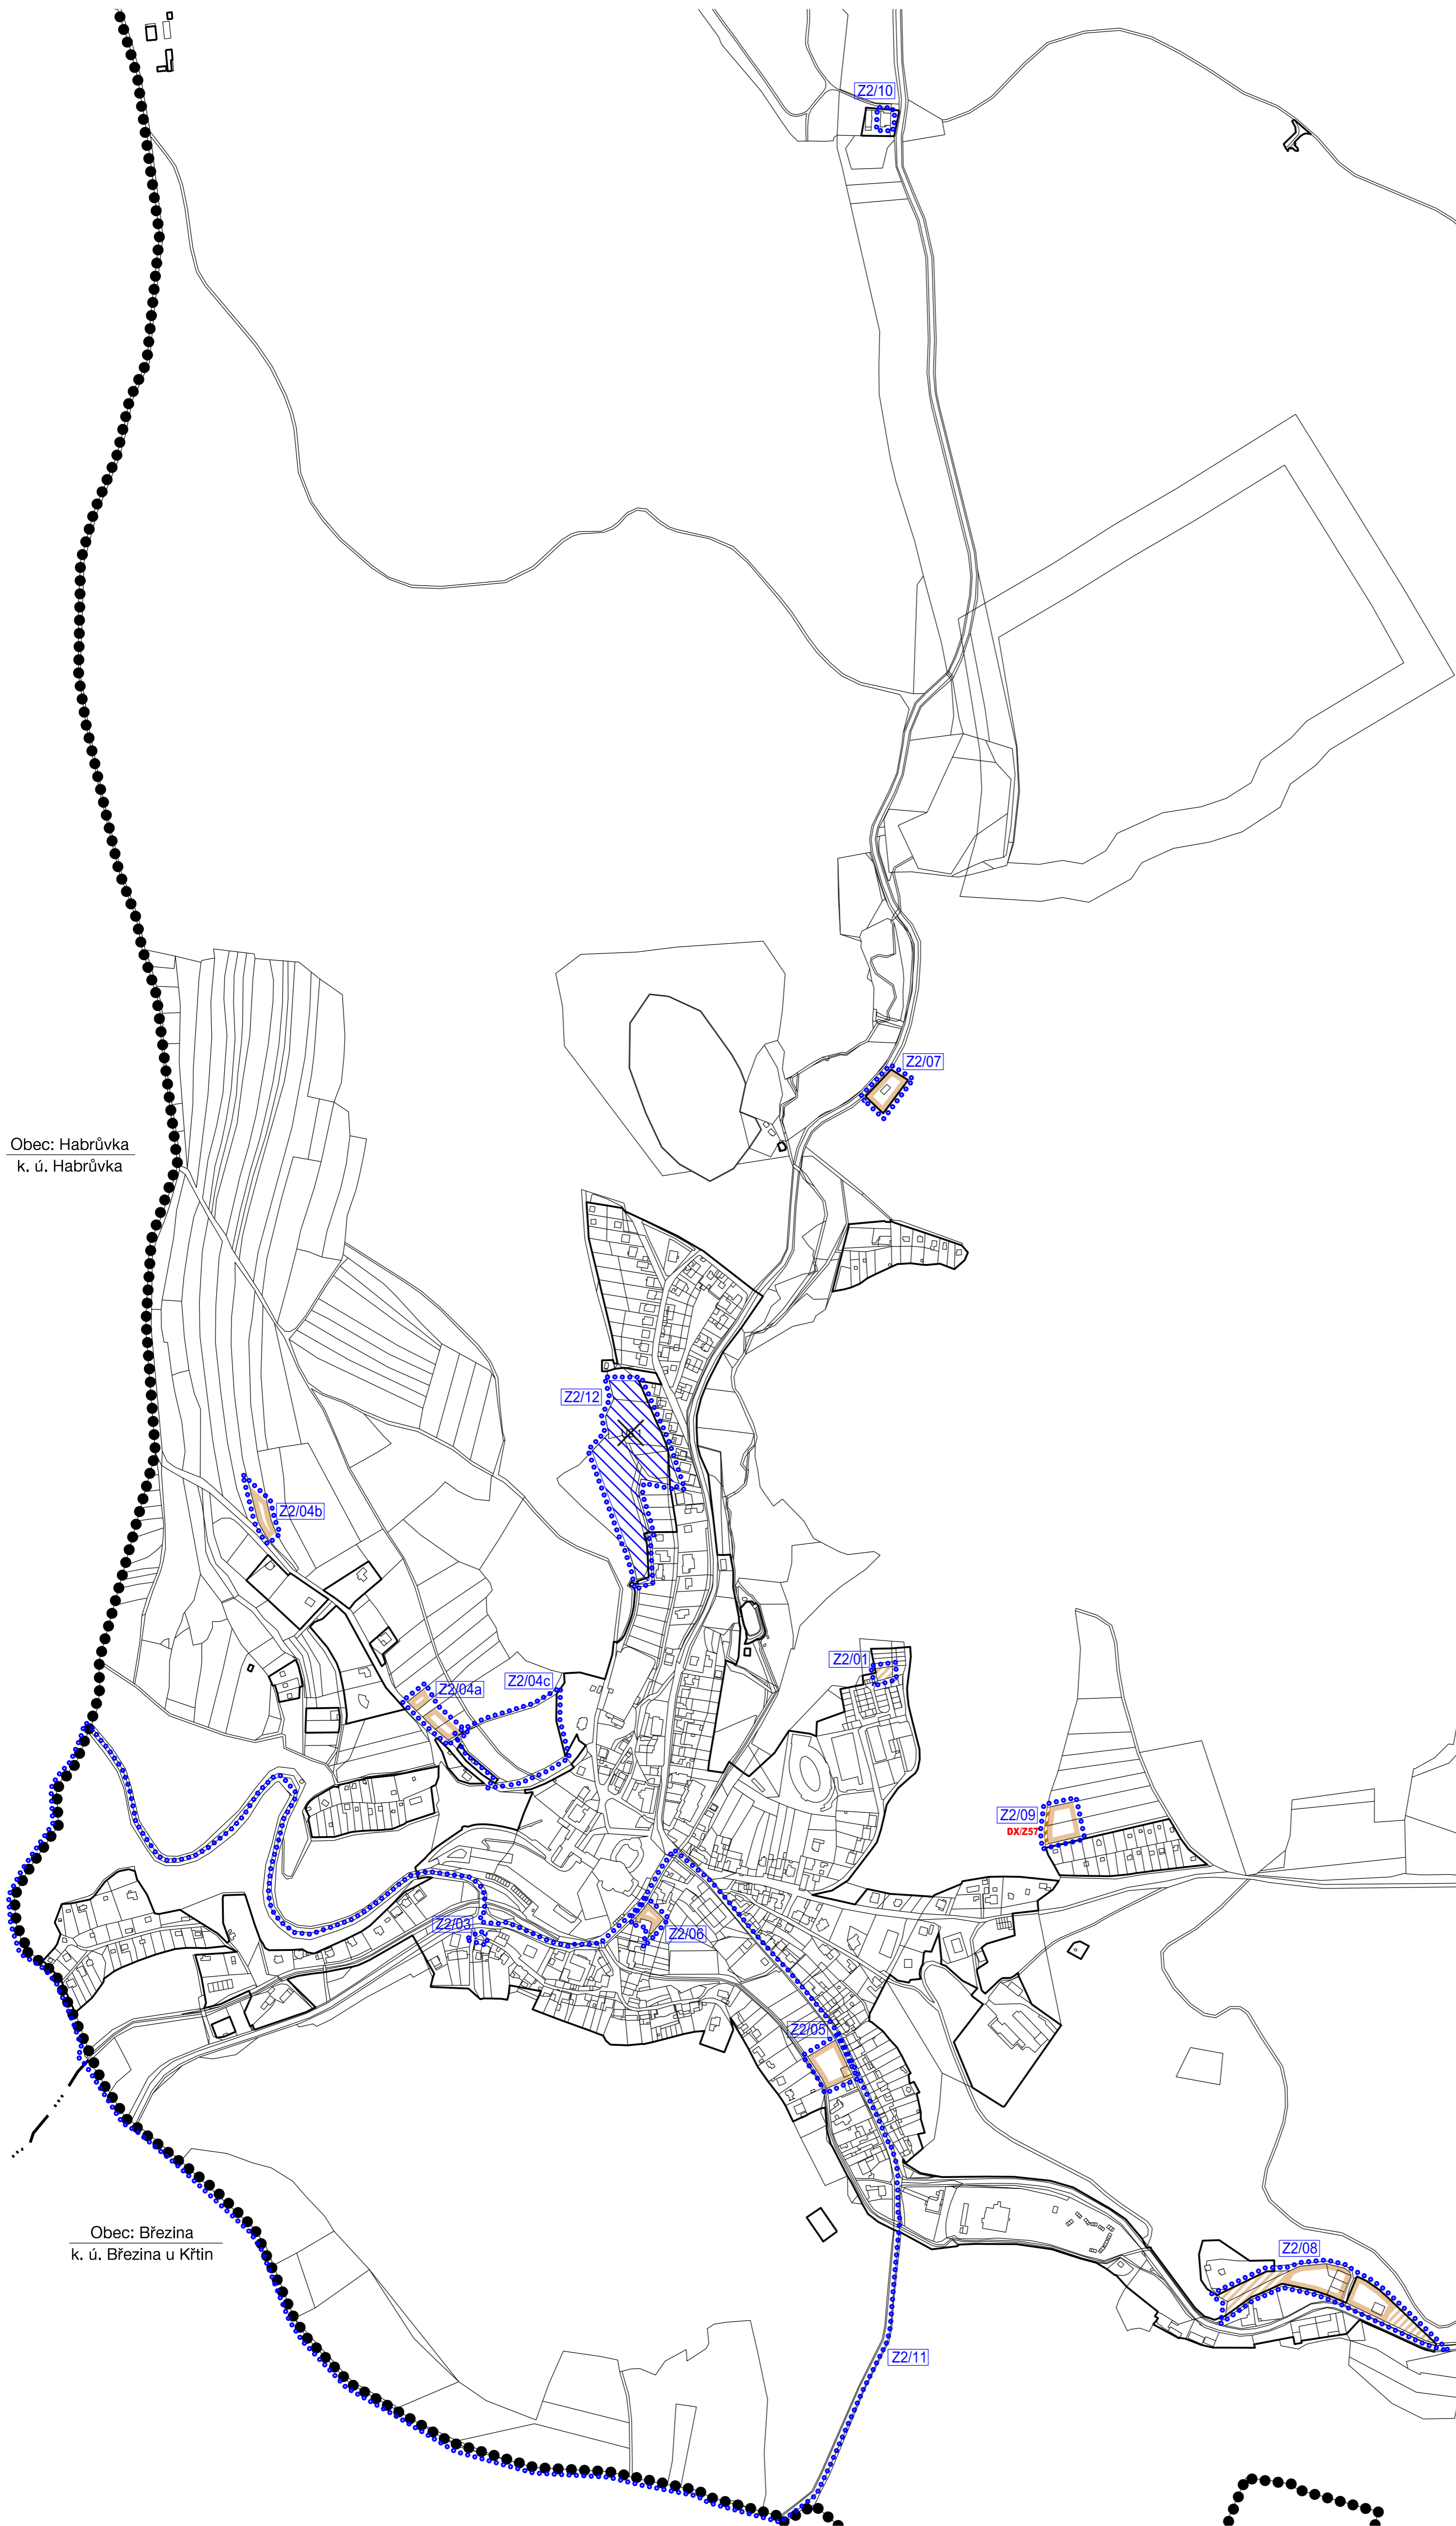 Z2/10
Z2/07
Obec: Habrůvka
k. ú. Habrůvka
Z2/12
Z2/04b
Z2/01
Z2/04c
Z2/04a
Z2/09
DX/Z57
Z2/03
Z2/06
Z2/05
Obec: Březina
k. ú. Březina u Křtin
Z2/08
Z2/11